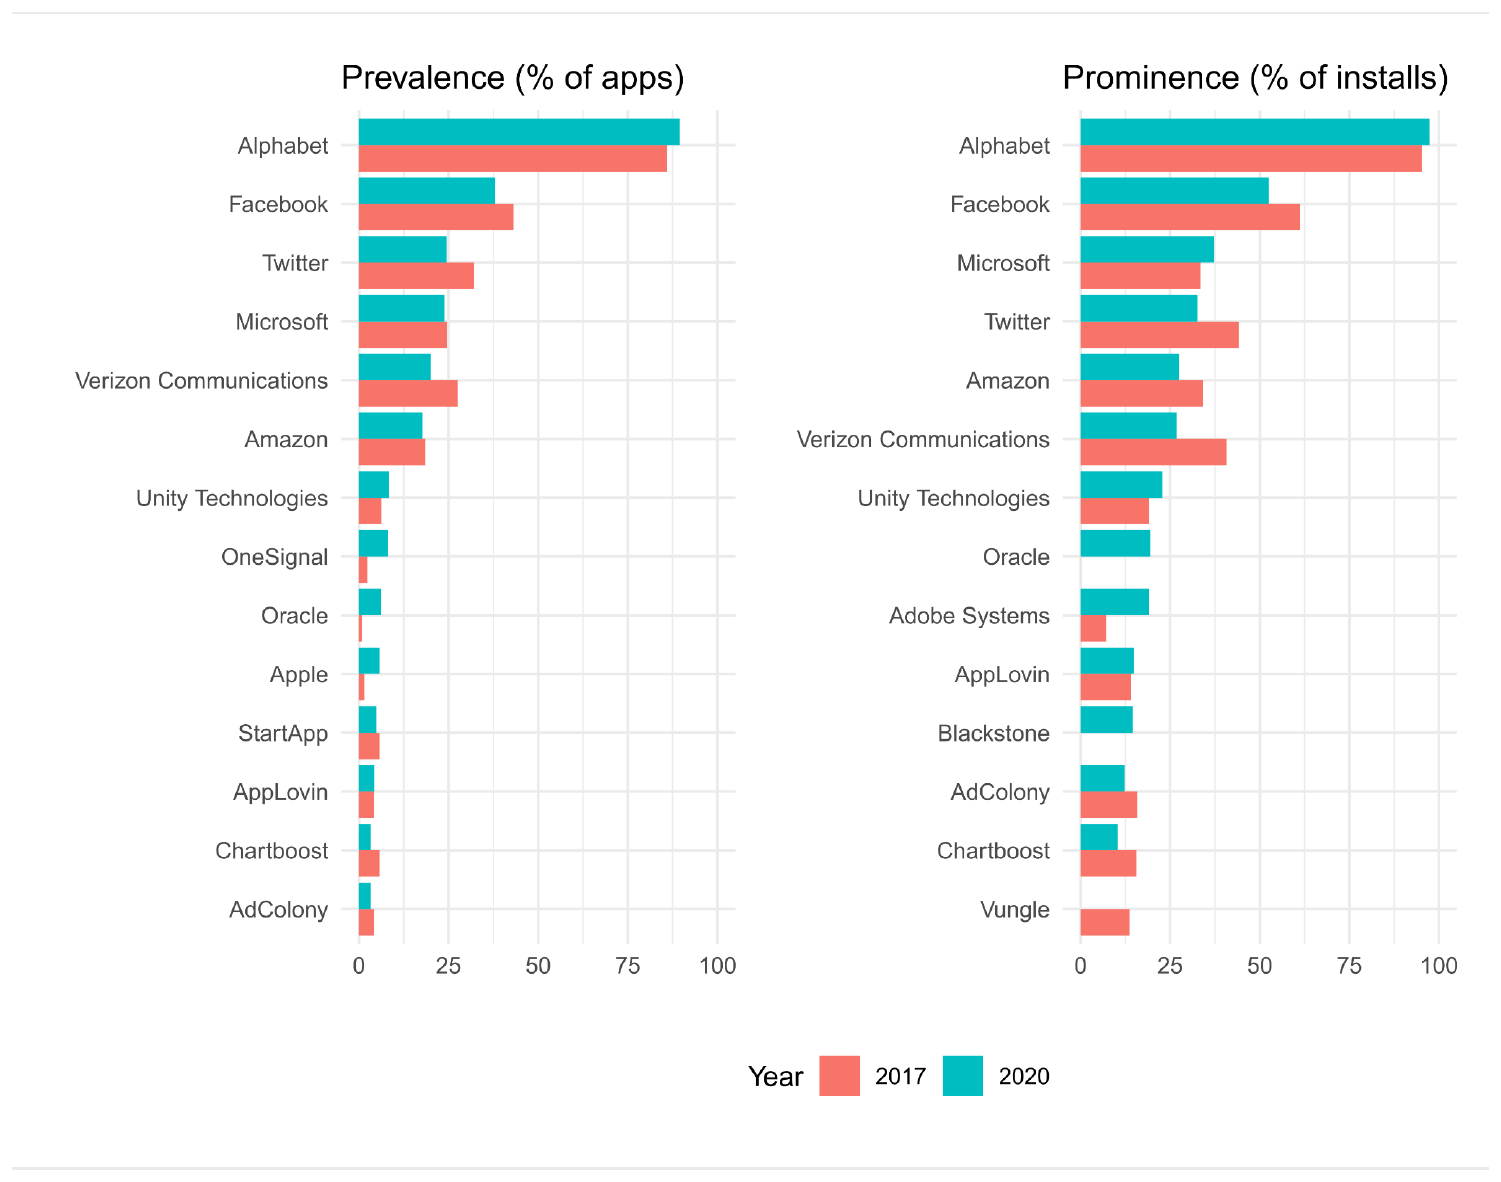 Prevalence (% of apps)
Alphabet
Facebook
Twitter
Microsoft
Verizon Communications
Amazon
Unity Technologies
OneSignal
Oracle
Apple
StartApp
AppLovin
Chartboost
AdColony
0 25 50 75 100
Prominence (% of installs)
Alphabet
Facebook
Microsoft
Twitter
Amazon
Verizon Communications
Unity Technologies
Oracle
Adobe Systems
AppLovin
Blackstone
AdColony
Chartboost
Vungle
0 25 50 75 100
Year 2017 2020